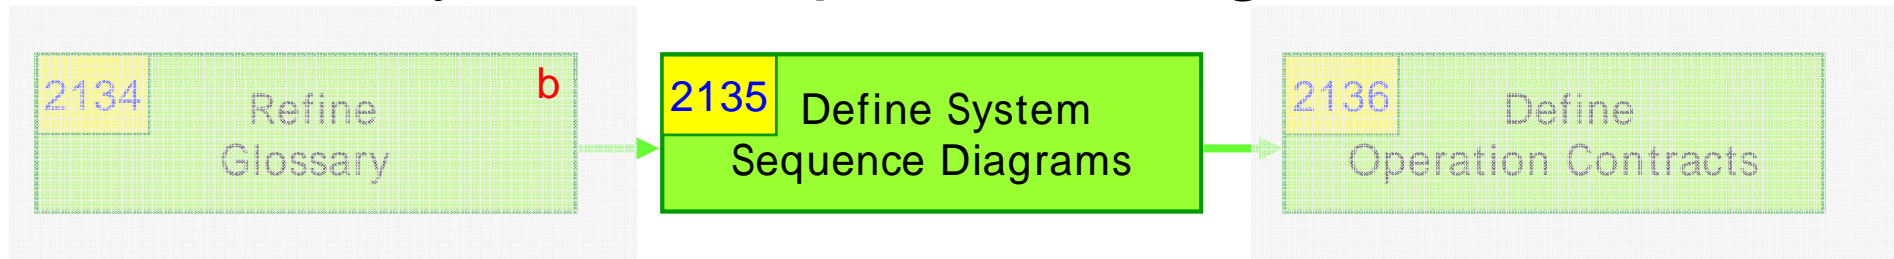 2134
b
Refine
Glossary
2135
Define System
Sequence Diagrams
2136
Define
Operation Contracts